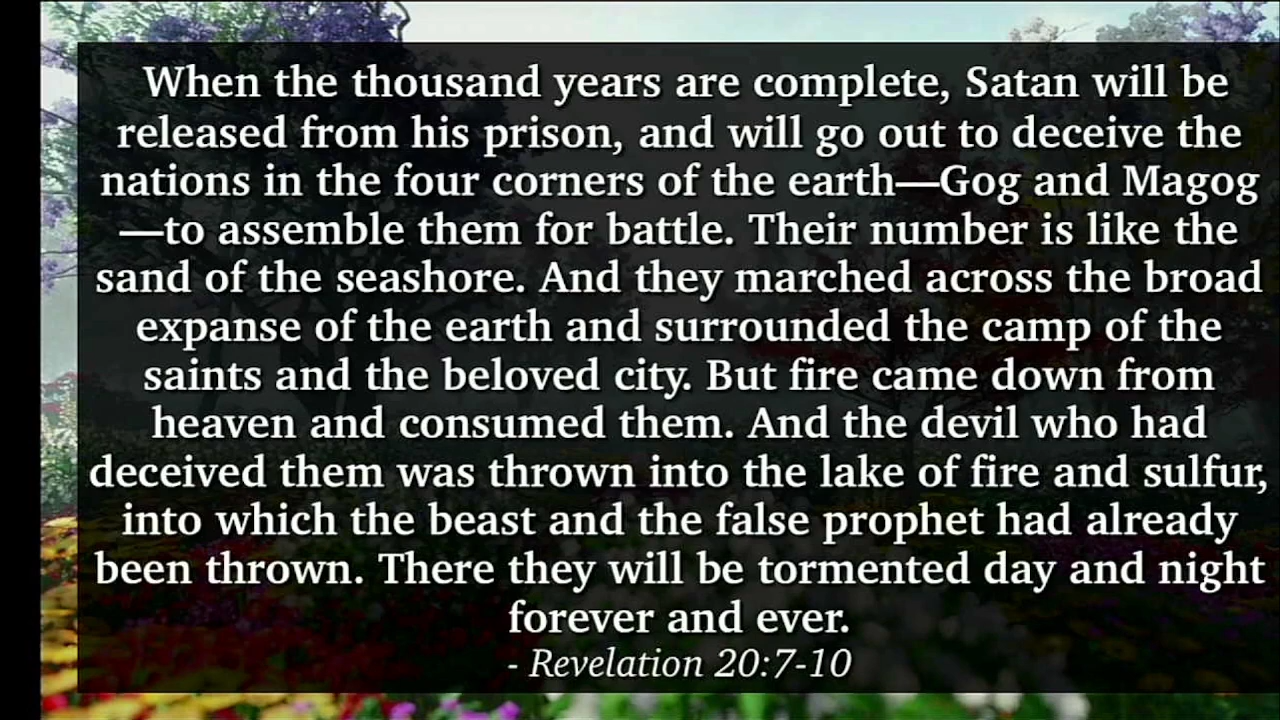 When the thousand years are complete, Satan will be
released from his prison, and will go out to deceive the
nations in the four corners of the earth—Gog and Magog
—to assemble them for battle. Their number is like the
sand of the seashore. And they marched across the broad
expanse of the earth and surrounded the camp of the
saints and the beloved city. But fire came down from
heaven and consumed them. And the devil who had
deceived them was thrown into the lake of fire and sulfur,
into which the beast and the false prophet had already
been thrown. There they will be tormented day and night
forever and ever.
- Revelation 20:7-10